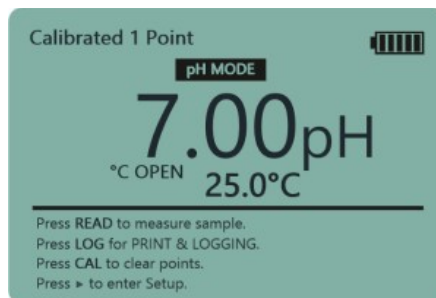 Calibrated 1 Point
pH MODE
7.00pH
°C OPEN 25.0°C
Press READ to measure sample.
Press LOG for PRINT & LOGGING.
Press CAL to clear points.
Press ► to enter Setup.